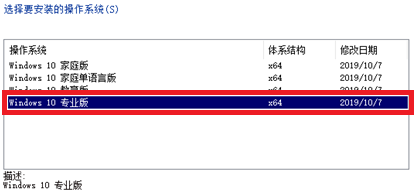 选择要安装的操作系统(S)
操作系统 体系结构 修改日期
Windows 10 家庭版 x64 2019/10/7
Windows 10 家庭单语言版 x64 2019/10/7
Windows 10 教育版 x64 2019/10/7
Windows 10 专业版 x64 2019/10/7
描述:
Windows 10 专业版